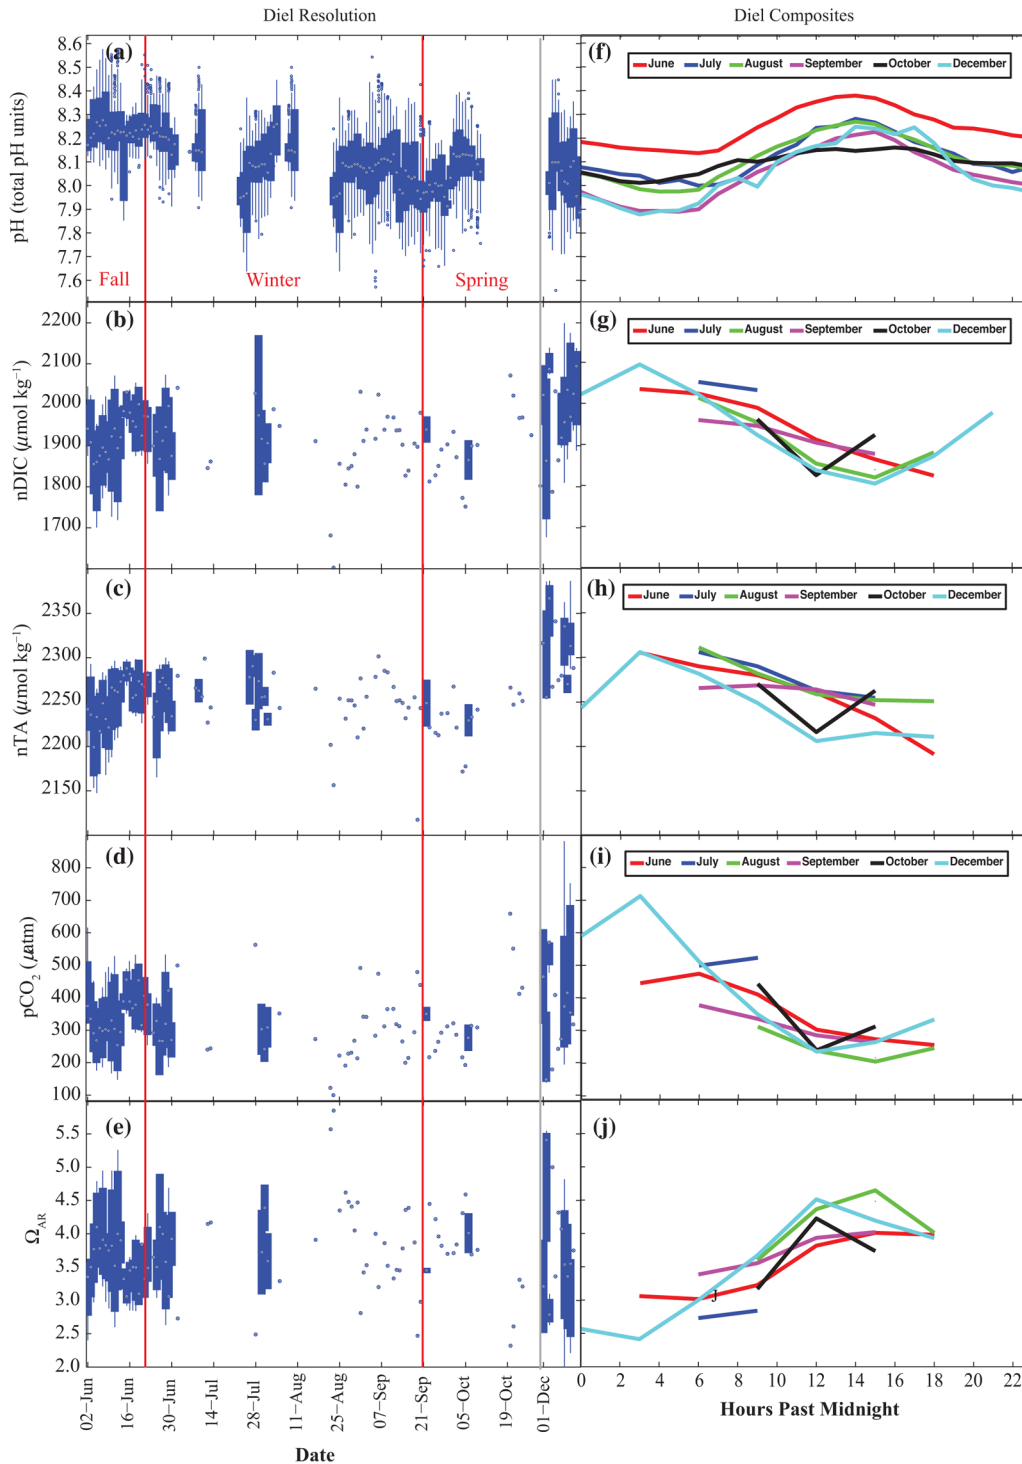 Diel Resolution
Diel Composites
(a)
8.6
8.5
8.4
8.3
8.2
8.1
8.0
7.9
7.8
7.7
7.6
pH (total pH units)
Fall
Winter
Spring
(f)
June July August September October December
(b)
2200
2100
2000
1900
1800
1700
nDIC (μmol kg⁻¹)
(g)
June July August September October December
(c)
2350
2300
2250
2200
2150
nTA (μmol kg⁻¹)
(h)
June July August September October December
(d)
800
700
600
500
400
300
200
100
pCO₂ (μatm)
(i)
June July August September October December
(e)
5.5
5.0
4.5
4.0
3.5
3.0
2.5
2.0
Ω_AR
(j)
J
02−Jun
16−Jun
30−Jun
14−Jul
28−Jul
11−Aug
25−Aug
07−Sep
21−Sep
05−Oct
19−Oct
01−Dec
Date
0 2 4 6 8 10 12 14 16 18 20 22
Hours Past Midnight